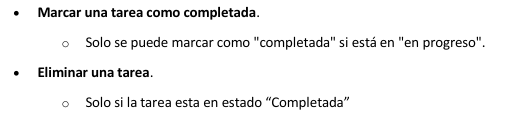 • Marcar una tarea como completada.
o Solo se puede marcar como "completada" si está en "en progreso".
• Eliminar una tarea.
o Solo si la tarea esta en estado “Completada”